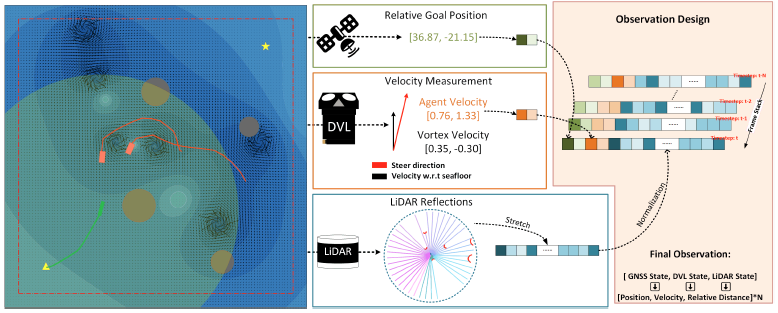 Relative Goal Position
[36.87, -21.15]
Velocity Measurement
DVL
Agent Velocity
[0.76, 1.33]
Vortex Velocity
[0.35, -0.30]
Steer direction
Velocity w.r.t seafloor
LiDAR Reflections
LiDAR
Stretch
Normalization
Observation Design
Timestep: t-N
......
Timestep: t-2
......
Timestep: t-1
......
Timestep: t
......
Frame Stack
Final Observation:
[ GNSS State, DVL State, LiDAR State]
[Position, Velocity, Relative Distance]*N